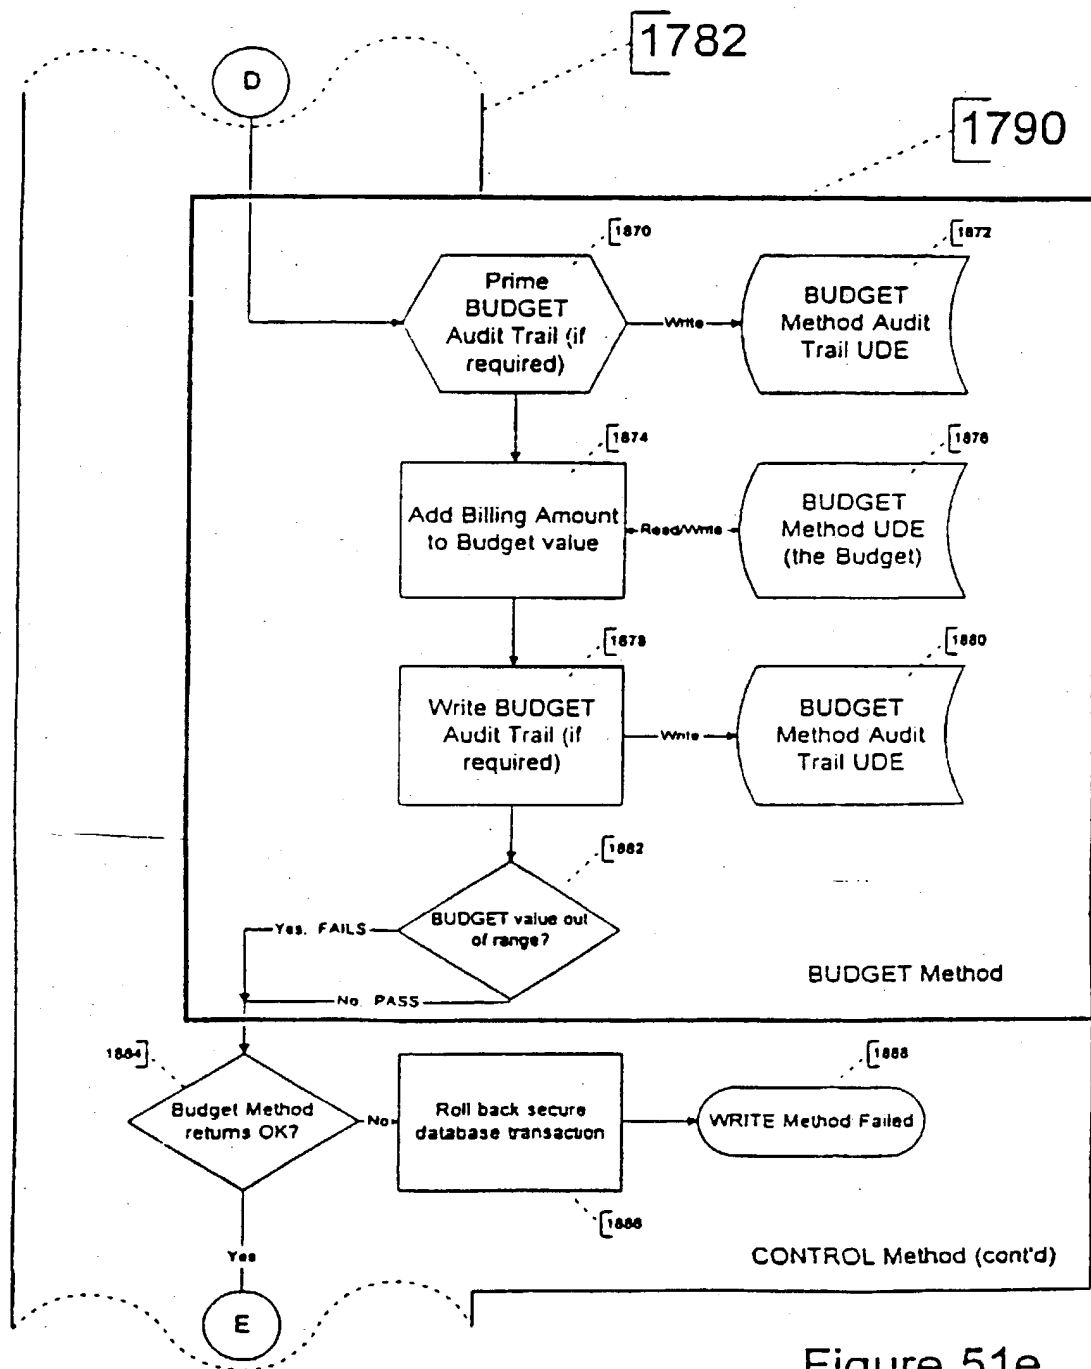 1782
D
1790
1870
1872
Prime
BUDGET
Audit Trail (if
required)
Write
BUDGET
Method Audit
Trail UDE
1874
1876
Add Billing Amount
to Budget value
Read/Write
BUDGET
Method UDE
(the Budget)
1878
1880
Write BUDGET
Audit Trail (if
required)
Write
BUDGET
Method Audit
Trail UDE
1882
BUDGET value out
of range?
Yes, FAILS
No, PASS
BUDGET Method
1884
1888
Budget Method
returns OK?
No
Roll back secure
database transaction
WRITE Method Failed
1886
Yes
CONTROL Method (cont'd)
E
Figure 51e